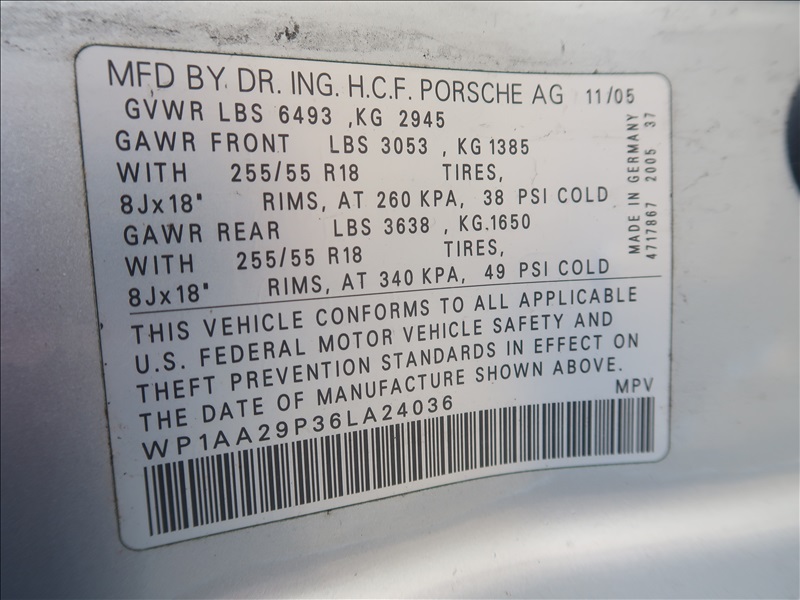 MFD BY DR. ING. H.C.F. PORSCHE AG 11/05
GVWR LBS 6493 ,KG 2945
GAWR FRONT LBS 3053 , KG 1385
WITH 255/55 R18 TIRES,
8Jx18" RIMS, AT 260 KPA, 38 PSI COLD
GAWR REAR LBS 3638 , KG.1650
WITH 255/55 R18 TIRES,
8Jx18" RIMS, AT 340 KPA, 49 PSI COLD
THIS VEHICLE CONFORMS TO ALL APPLICABLE
U.S. FEDERAL MOTOR VEHICLE SAFETY AND
THEFT PREVENTION STANDARDS IN EFFECT ON
THE DATE OF MANUFACTURE SHOWN ABOVE.
MPV
WP1AA29P36LA24036
MADE IN GERMANY
4717867 2005 37